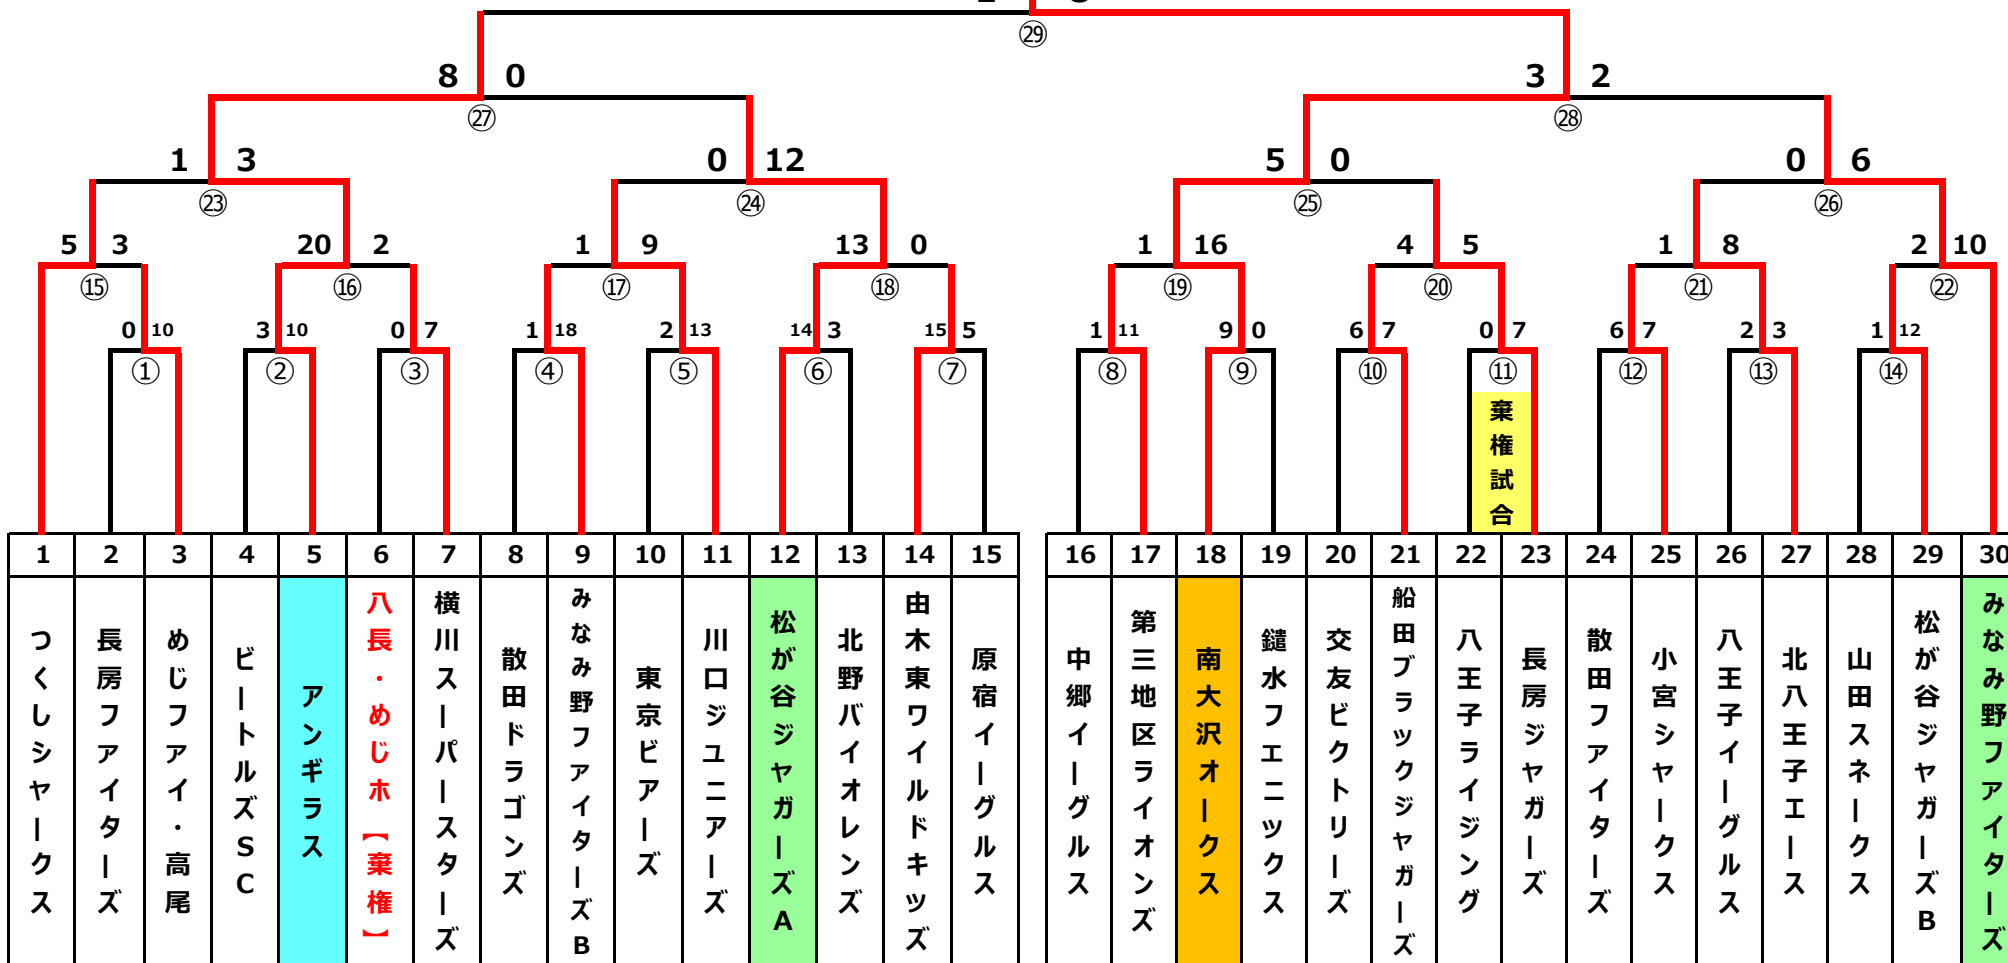 ㉙
8 0
3 2
㉗
㉘
1 3
0 12
5 0
0 6
㉓
㉔
㉕
㉖
5 3
20 2
1 9
13 0
1 16
4 5
1 8
2 10
⑮
⑯
⑰
⑱
⑲
⑳
㉑
㉒
0 10
3 10
0 7
1 18
2 13
14 3
15 5
1 11
9 0
6 7
0 7
6 7
2 3
1 12
①
②
③
④
⑤
⑥
⑦
⑧
⑨
⑩
⑪
⑫
⑬
⑭
棄権試合
1 2 3 4 5 6 7 8 9 10 11 12 13 14 15 16 17 18 19 20 21 22 23 24 25 26 27 28 29 30
つくしシャークス
長房ファイターズ
めじファイ・高尾
ビートルズSC
アンギラス
八長・めじホ【棄権】
横川スーパースターズ
散田ドラゴンズ
みなみ野ファイターズB
東京ビアーズ
川口ジュニアーズ
松が谷ジャガーズA
北野バイオレンズ
由木東ワイルドキッズ
原宿イーグルス
中郷イーグルス
第三地区ライオンズ
南大沢オークス
鑓水フエニックス
交友ビクトリーズ
船田ブラックジャガーズ
八王子ライジング
長房ジャガーズ
散田ファイターズ
小宮シャークス
八王子イーグルス
北八王子エース
山田スネークス
松が谷ジャガーズB
みなみ野ファイターズ